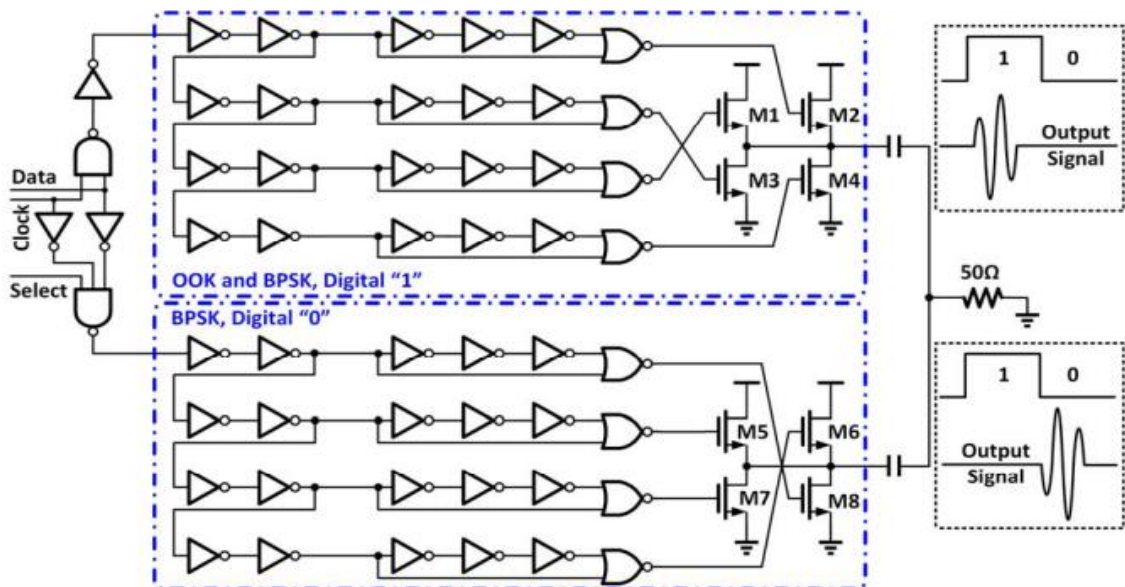 Data
Clock
Select
OOK and BPSK, Digital “1”
M1
M2
M3
M4
1 0
Output
Signal
50Ω
BPSK, Digital “0”
M5
M6
M7
M8
1 0
Output
Signal